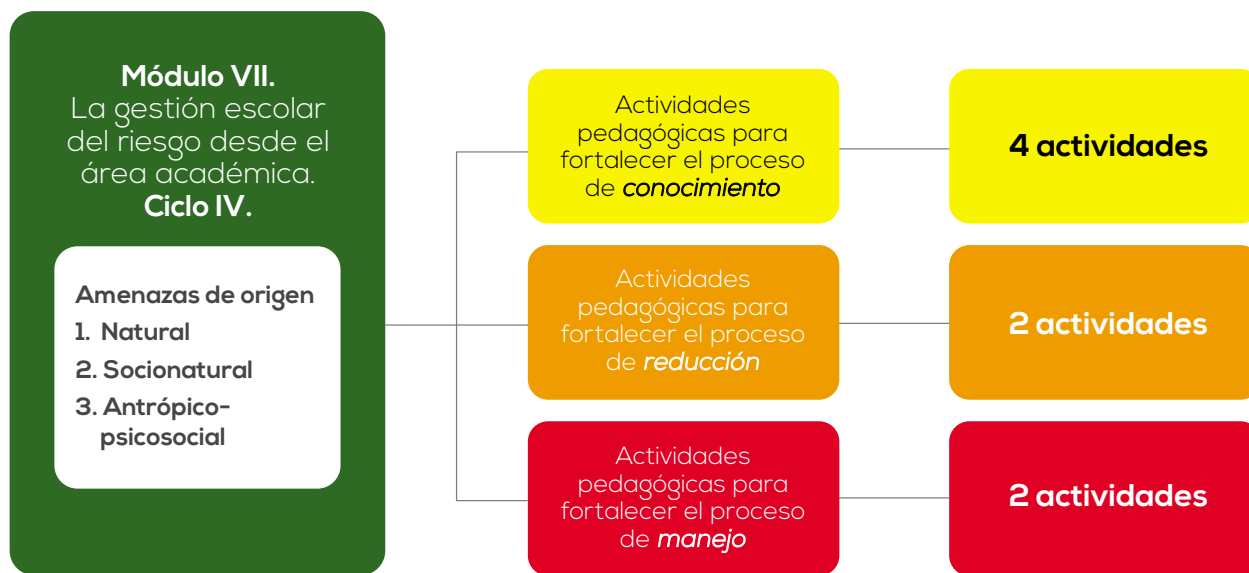 Módulo VII.
La gestión escolar
del riesgo desde el
área académica.
Ciclo IV.
Amenazas de origen
1. Natural
2. Socionatural
3. Antrópico-
psicosocial
Actividades
pedagógicas para
fortalecer el proceso
de conocimiento
4 actividades
Actividades
pedagógicas para
fortalecer el proceso
de reducción
2 actividades
Actividades
pedagógicas para
fortalecer el proceso
de manejo
2 actividades